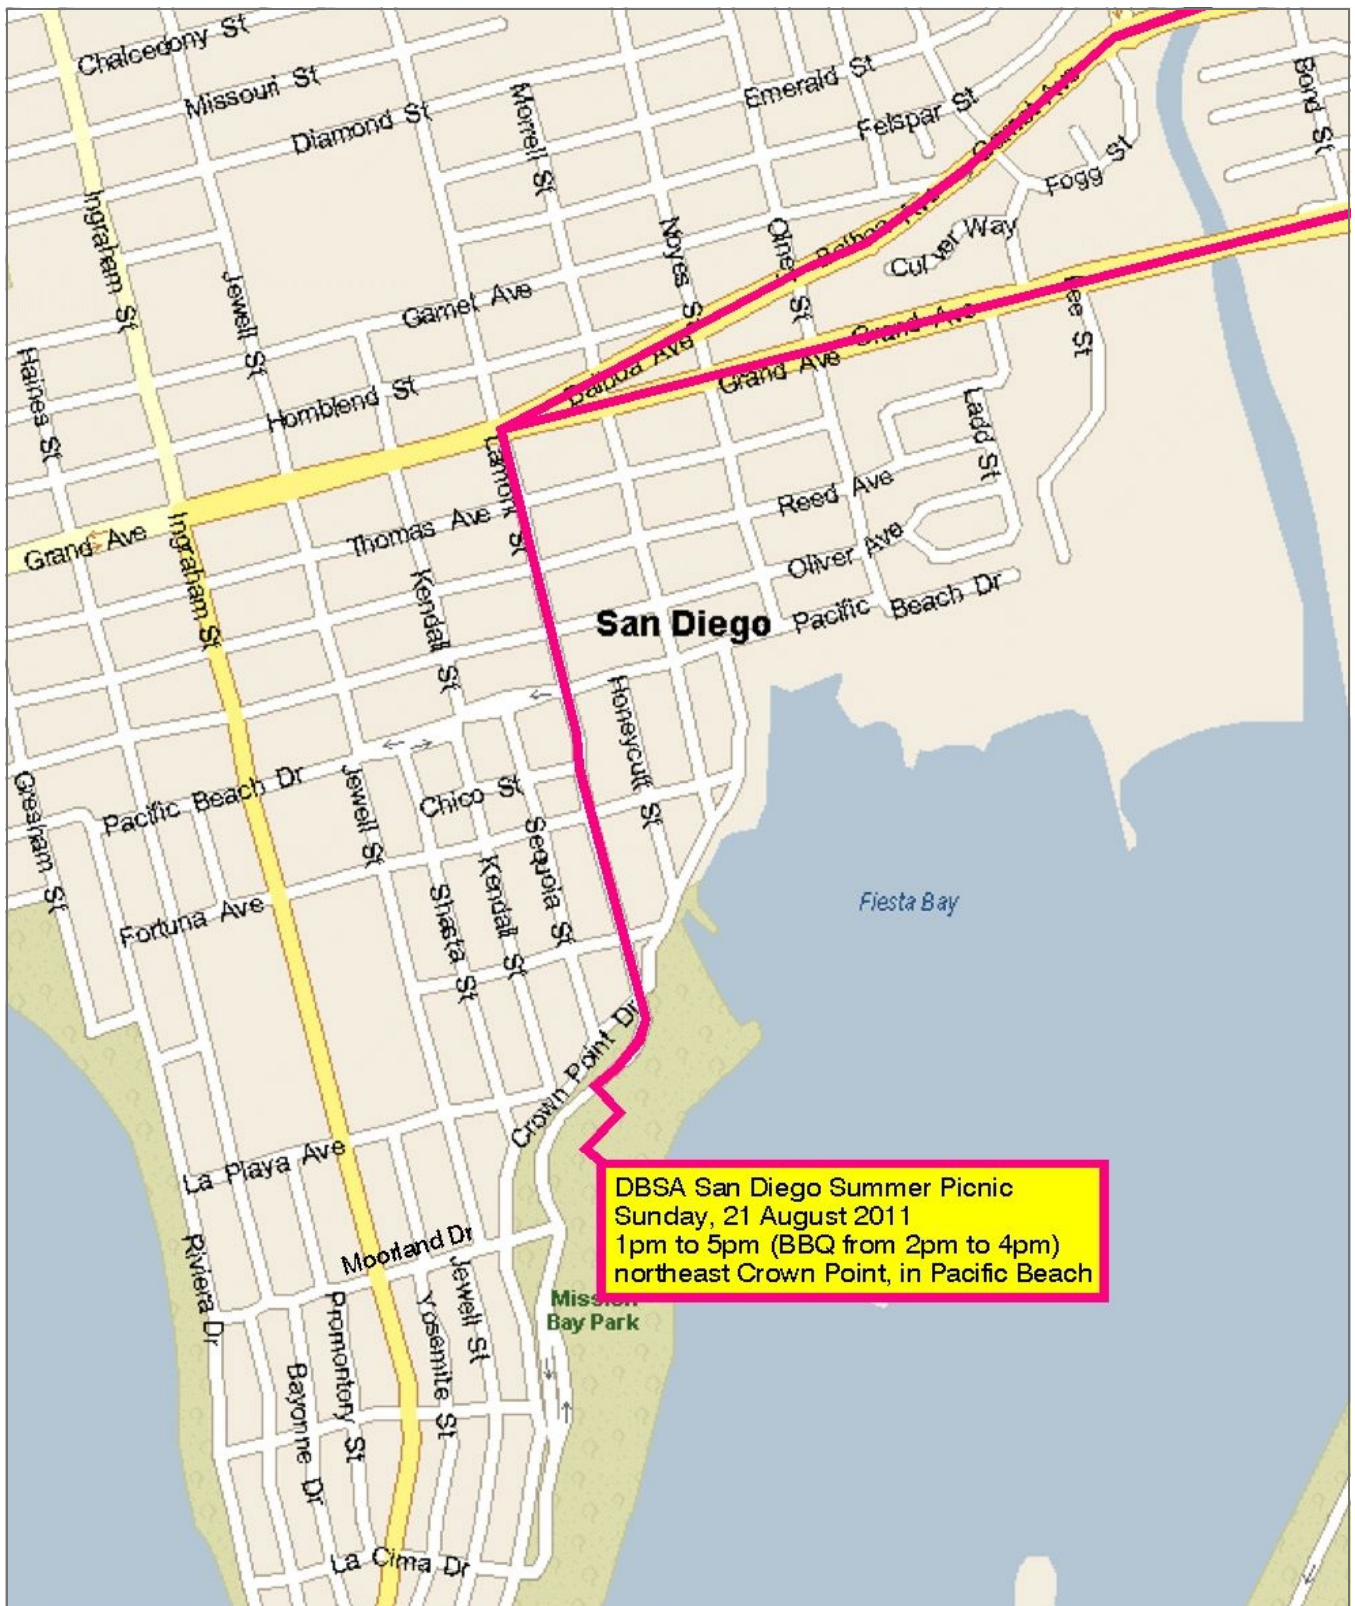 Chalcedony St
Missouri St
Diamond St
Morrell St
Emerald St
Felspar St
Bond St
Garnet Ave
Fogg St
Ingraham St
Jewell St
Noyes St
Olney St
Balboa Ave
Culver Way
Garnet Ave
Lee St
Haines St
Hornblend St
Balboa Ave
Grand Ave
Grand Ave
Lamont St
Ladd St
Grand Ave
Ingraham St
Thomas Ave
Reed Ave
Oliver Ave
Kendall St
San Diego
Pacific Beach Dr
Honeycutt St
Gresham St
Pacific Beach Dr
Jewell St
Chico St
Sequoia St
Kendall St
Shasta St
Fortuna Ave
Fiesta Bay
Crown Point Dr
La Playa Ave
DBSA San Diego Summer Picnic
Sunday, 21 August 2011
1pm to 5pm (BBQ from 2pm to 4pm)
northeast Crown Point, in Pacific Beach
Riviera Dr
Moorland Dr
Jewell St
Yosemite St
Promontory St
Bayonne Dr
Mission
Bay Park
La Cima Dr